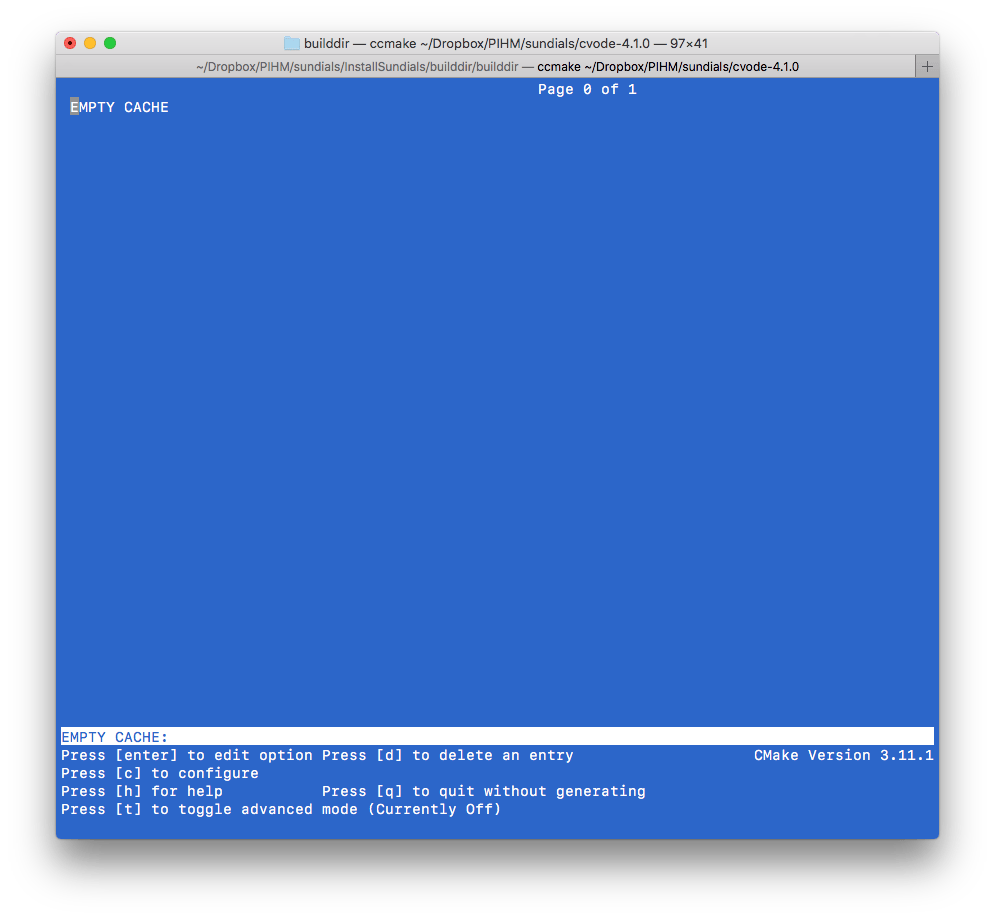 builddir — ccmake ~/Dropbox/PIHM/sundials/cvode-4.1.0 — 97×41
~/Dropbox/PIHM/sundials/InstallSundials/builddir/builddir — ccmake ~/Dropbox/PIHM/sundials/cvode-4.1.0 +
Page 0 of 1
EMPTY CACHE
EMPTY CACHE:
Press [enter] to edit option Press [d] to delete an entry CMake Version 3.11.1
Press [c] to configure
Press [h] for help Press [q] to quit without generating
Press [t] to toggle advanced mode (Currently Off)